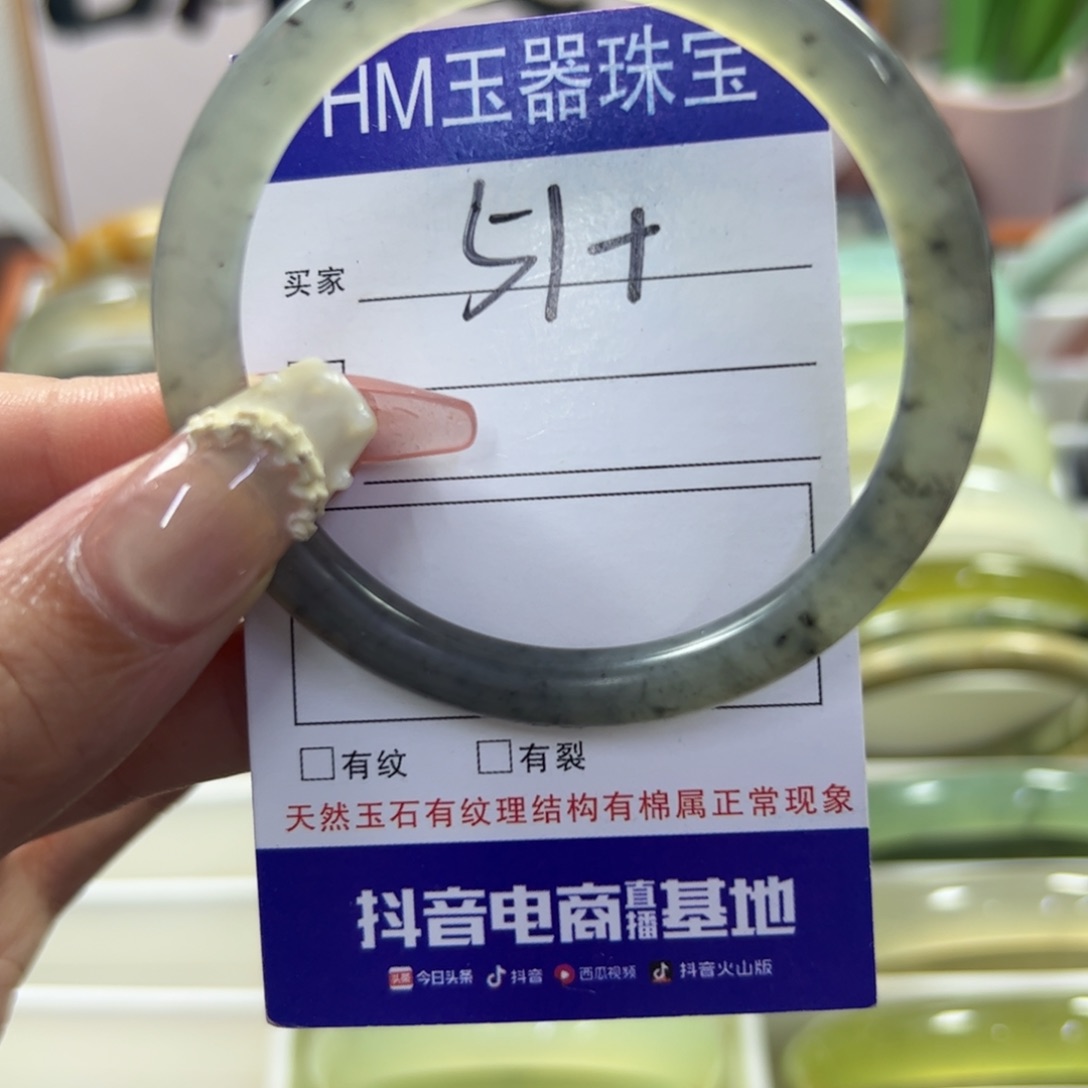 HM玉器珠宝
51+
买家
有纹 有裂
天然玉石有纹理结构有棉属正常现象
抖音电商直播基地
头条 今日头条 抖音 西瓜视频 抖音火山版